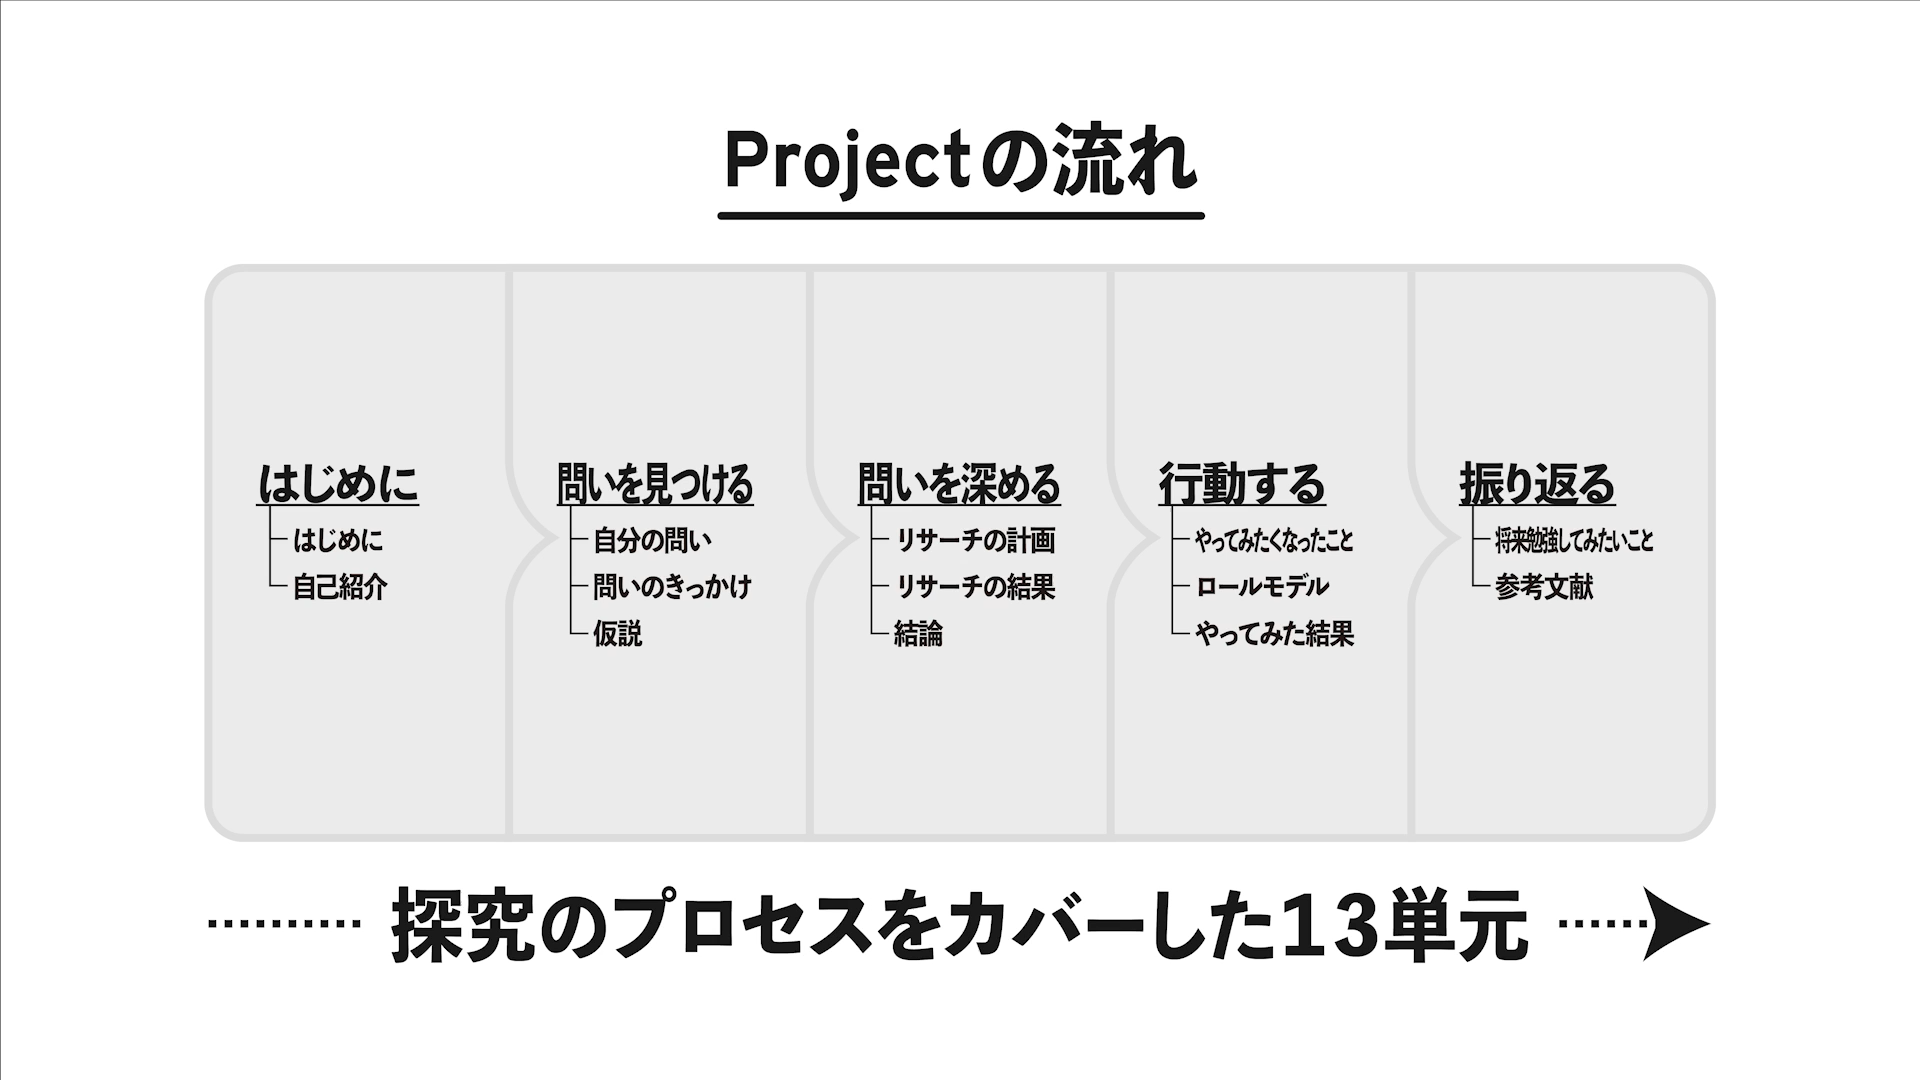 Projectの流れ
はじめに
はじめに
自己紹介
問いを見つける
自分の問い
問いのきっかけ
仮説
問いを深める
リサーチの計画
リサーチの結果
結論
行動する
やってみたくなったこと
ロールモデル
やってみた結果
振り返る
将来勉強してみたいこと
参考文献
探究のプロセスをカバーした13単元